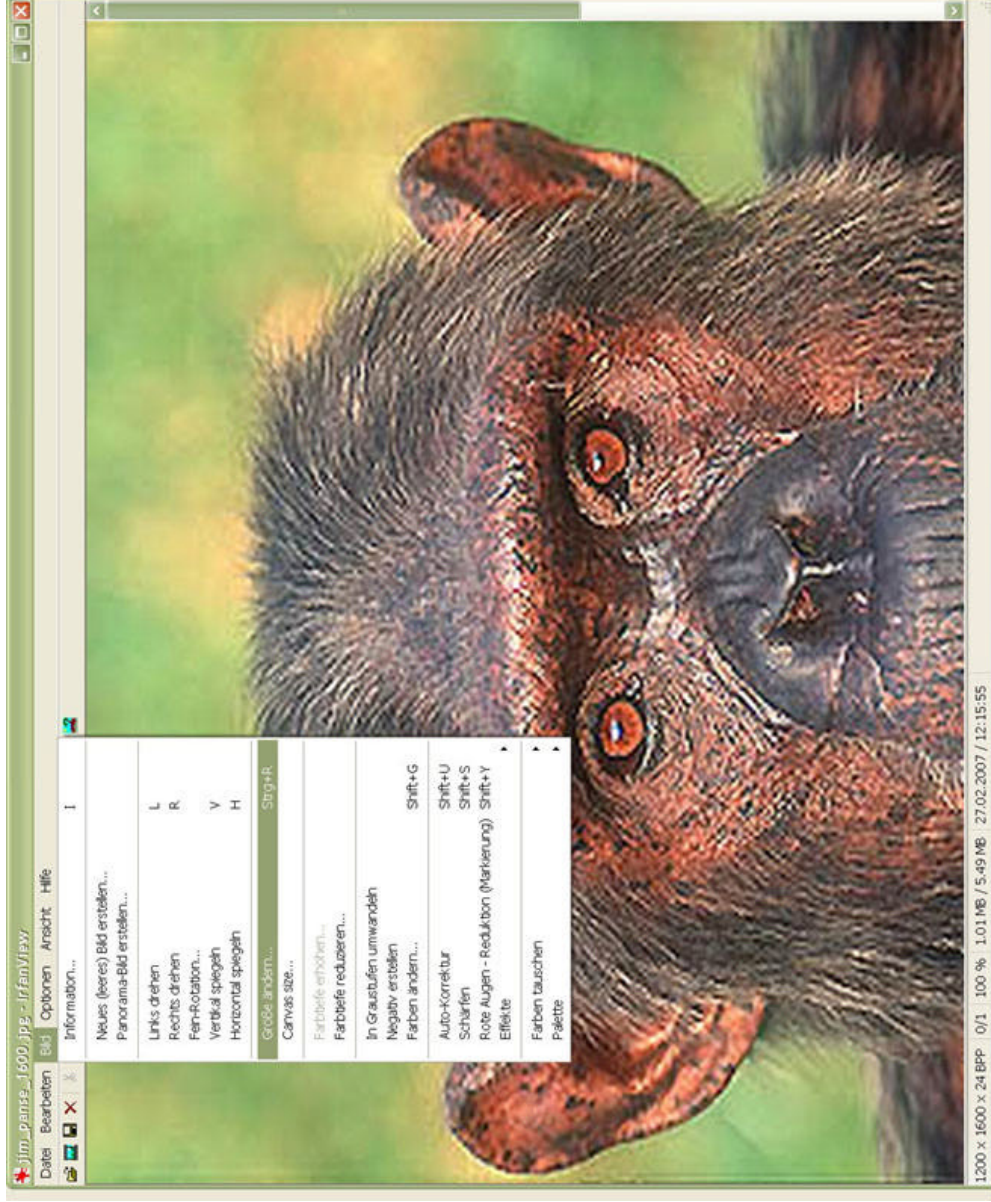 jim_panse_1600.jpg - IrfanView
Datei Bearbeiten Bild Optionen Ansicht Hilfe
Information... I
Neues (leeres) Bild erstellen...
Panorama-Bild erstellen...
Links drehen L
Rechts drehen R
Fein-Rotation...
Vertikal spiegeln V
Horizontal spiegeln H
Größe ändern... Strg+R
Canvas size...
Farbtiefe erhöhen...
Farbtiefe reduzieren...
In Graustufen umwandeln
Negativ erstellen
Farben ändern... Shift+G
Auto-Korrektur Shift+U
Schärfen Shift+S
Rote Augen - Reduktion (Markierung) Shift+Y
Effekte
Farben tauschen
Palette
1200 x 1600 x 24 BPP 0/1 100 % 1.01 MB / 5.49 MB 27.02.2007 / 12:15:55